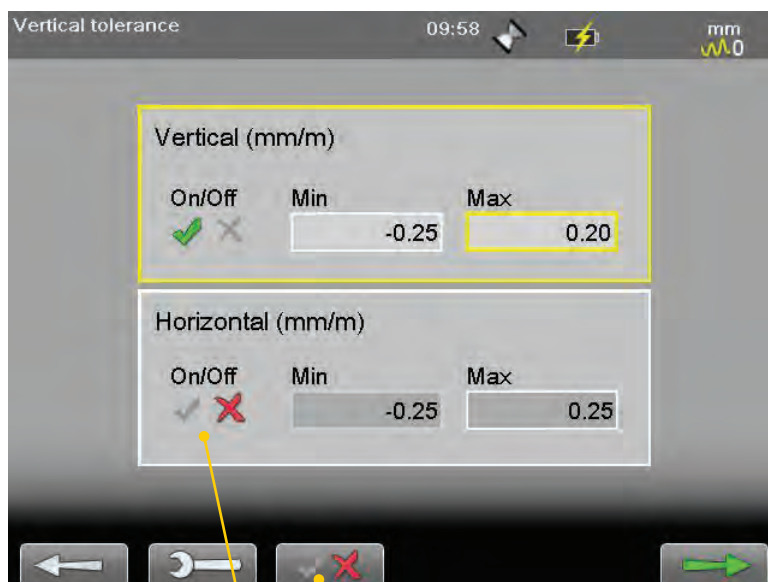 Vertical tolerance 09:58 mm
0
Vertical (mm/m)
On/Off Min Max
-0.25 0.20
Horizontal (mm/m)
On/Off Min Max
-0.25 0.25